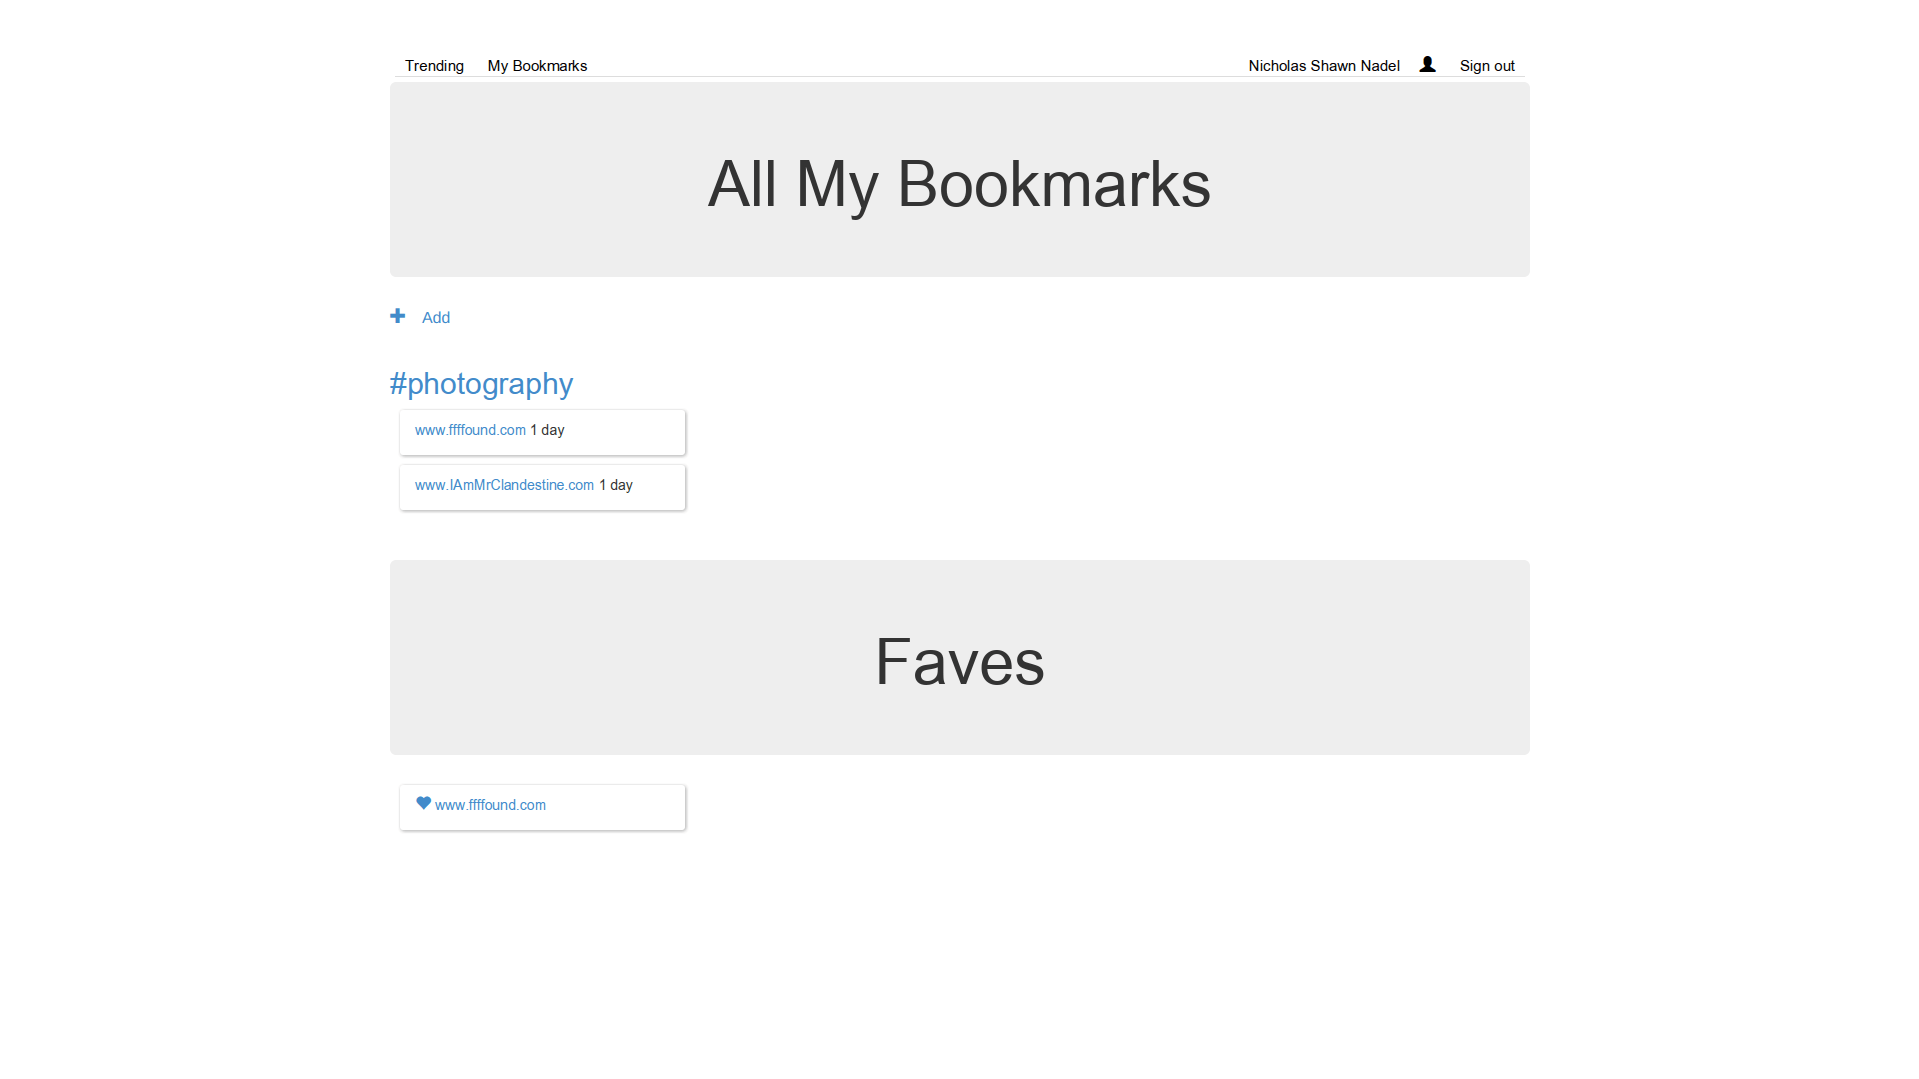 Trending My Bookmarks Nicholas Shawn Nadel Sign out
All My Bookmarks
Add
#photography
www.ffffound.com 1 day
www.IAmMrClandestine.com 1 day
Faves
www.ffffound.com